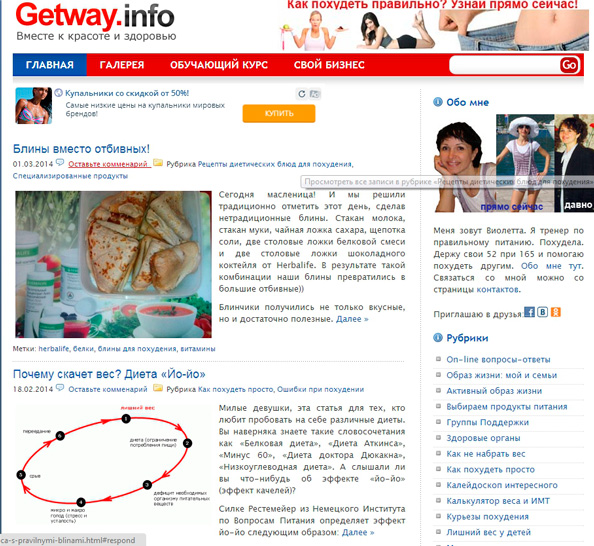 Getway.info
Вместе к красоте и здоровью
Как похудеть правильно? Узнай прямо сейчас!
ГЛАВНАЯ ГАЛЕРЕЯ ОБУЧАЮЩИЙ КУРС СВОЙ БИЗНЕС
Go
Купальники со скидкой от 50%!
Самые низкие цены на купальники мировых
брендов!
КУПИТЬ
Блины вместо отбивных!
01.03.2014 Оставьте комменарий Рубрика Рецепты диетических блюд для похудения,
Специализированные продукты
Просмотреть все записи в рубрике «Рецепты диетических блюд для похудения»
Сегодня масленица! И мы решили
традиционно отметить этот день, сделав
нетрадиционные блины. Стакан молока,
стакан муки, чайная ложка сахара, щепотка
соли, две столовые ложки белковой смеси
и две столовые ложки шоколадного
коктейля от Herbalife. В результате такой
комбинации наши блины превратились в
большие отбивные))
Блинчики получились не только вкусные,
но и достаточно полезные. Далее »
Метки: herbalife, белки, блины для похудения, витамины
Почему скачет вес? Диета «Йо-йо»
18.02.2014 Оставьте комменарий Рубрика Как похудеть просто, Ошибки при похудении
лишний вес
1
диета (ограничение
потребления пищи)
2
дефицит необходимых
организму питательных
веществ
3
микро и макро
голод (стресс и
усталость)
4
срыв
5
переедание
6
Милые девушки, эта статья для тех, кто
любит пробовать на себе различные диеты.
Вы наверняка знаете такие словосочетания
как «Белковая диета», «Диета Аткинса»,
«Минус 60», «Диета доктора Дюкана»,
«Низкоуглеводная диета». А слышали ли
вы что-нибудь об эффекте «йо-йо»
(эффект качелей)?
Силке Рестемейер из Немецкого Института
по Вопросам Питания определяет эффект
йо-йо следующим образом: Далее »
Обо мне
прямо сейчас
давно
Меня зовут Виолетта. Я тренер по
правильному питанию. Похудела.
Держу свои 52 при 165 и помогаю
похудеть другим. Обо мне тут.
Связаться со мной можно со
страницы контактов.
Приглашаю в друзья:
Рубрики
On-line вопросы-ответы
Образ жизни: мой и семьи
Активный образ жизни
Выбираем продукты питания
Группы Поддержки
Здоровые органы
Как не набрать вес
Как похудеть просто
Калейдоскоп интересного
Калькулятор веса и ИМТ
Курьезы похудения
Лишний вес у детей
ca-s-pravilnymi-blinami.html#respond